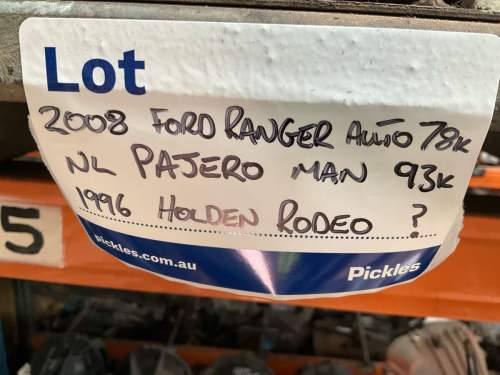 Lot
2008 FORD RANGER AUTO 78K
NL PAJERO MAN 93K
1996 HOLDEN RODEO ?
5
pickles.com.au Pickles